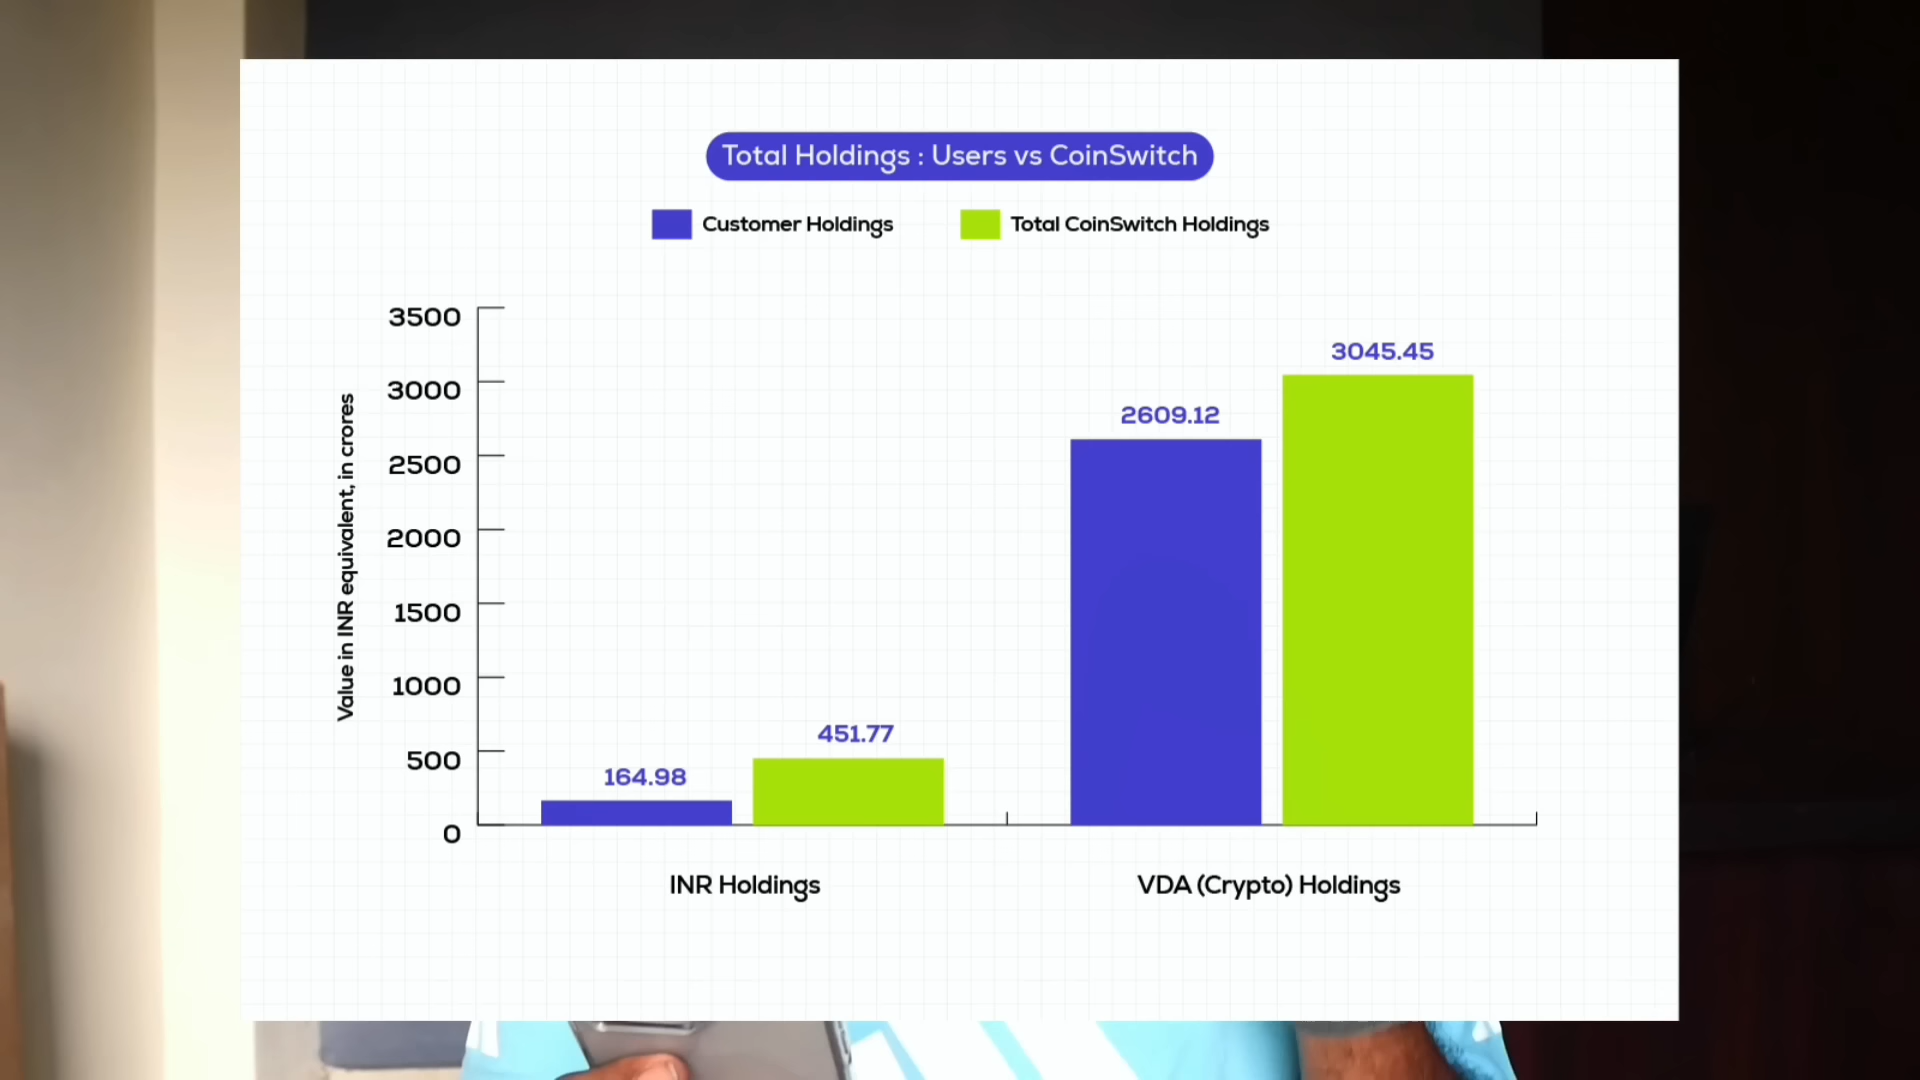 Total Holdings : Users vs CoinSwitch
Customer Holdings
Total CoinSwitch Holdings
Value in INR equivalent, in crores
3500
3000
2500
2000
1500
1000
500
0
164.98
451.77
2609.12
3045.45
INR Holdings
VDA (Crypto) Holdings